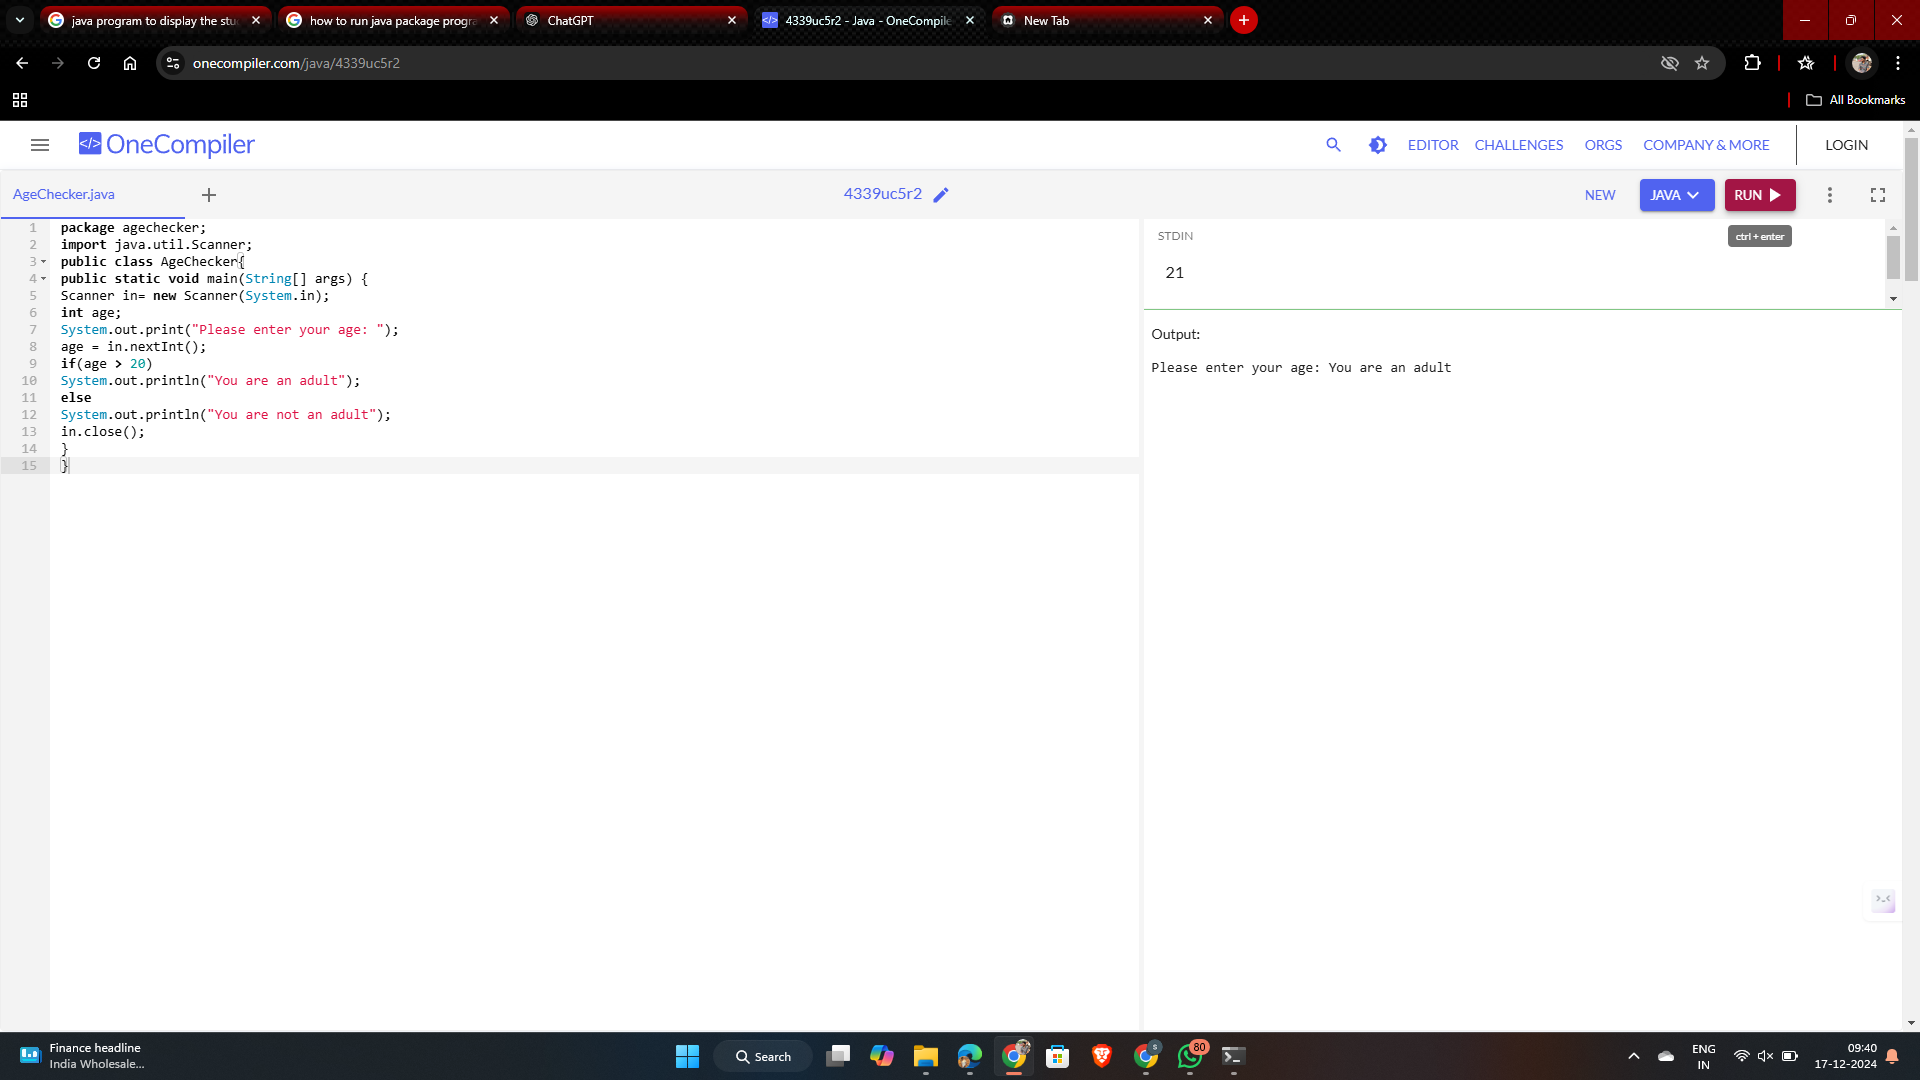 java program to display the stu
how to run java package progra
ChatGPT
4339uc5r2 - Java - OneCompile
New Tab
onecompiler.com/java/4339uc5r2
All Bookmarks
</> OneCompiler
EDITOR CHALLENGES ORGS COMPANY & MORE LOGIN
AgeChecker.java
4339uc5r2
NEW JAVA RUN
ctrl + enter
1 package agechecker;
2 import java.util.Scanner;
3 public class AgeChecker{
4 public static void main(String[] args) {
5 Scanner in= new Scanner(System.in);
6 int age;
7 System.out.print("Please enter your age: ");
8 age = in.nextInt();
9 if(age > 20)
10 System.out.println("You are an adult");
11 else
12 System.out.println("You are not an adult");
13 in.close();
14 }
15 }
STDIN
21
Output:
Please enter your age: You are an adult
Finance headline
India Wholesale...
Search
S
80
ENG
IN
09:40
17-12-2024